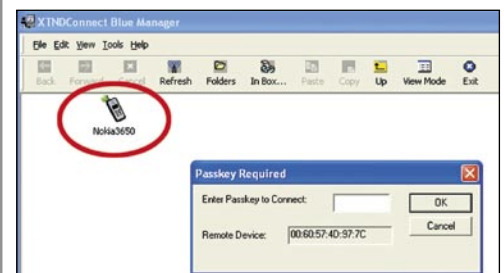 XTNDConnect Blue Manager
File Edit View Tools Help
Back Forward Cancel Refresh Folders In Box... Paste Copy Up View Mode Exit
Nokia3650
Passkey Required
Enter Passkey to Connect:
OK
Remote Device: 00:60:57:4D:97:7C
Cancel